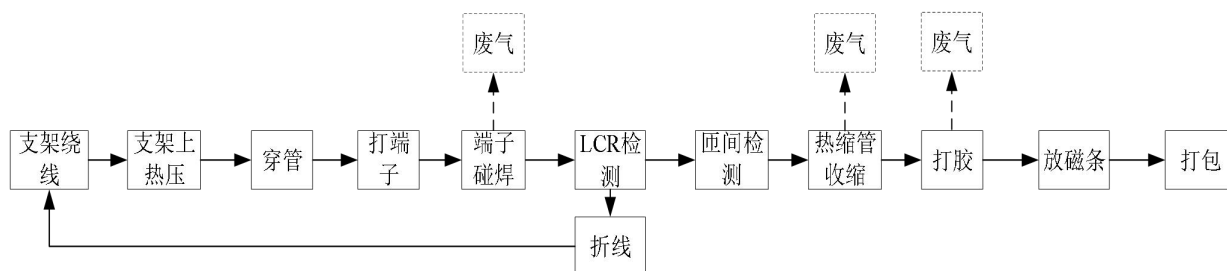 废气
废气
废气
支架绕
线
支架上
热压
穿管
打端
子
端子
碰焊
LCR检
测
匝间检
测
热缩管
收缩
打胶
放磁条
打包
折线